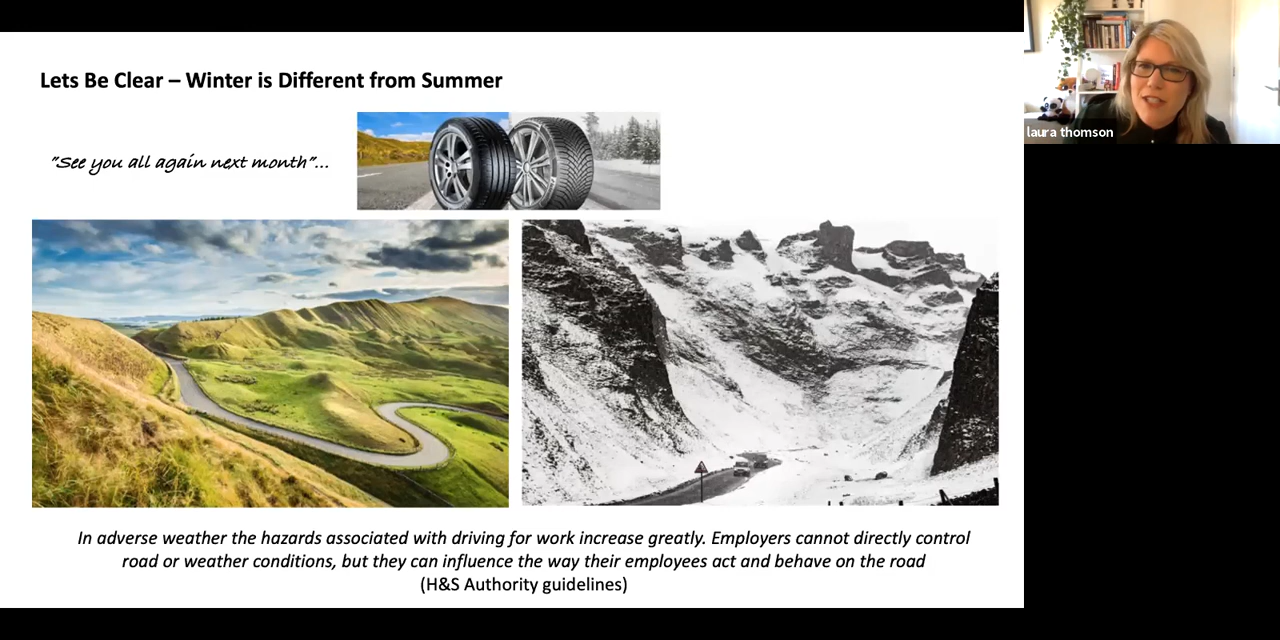 Lets Be Clear – Winter is Different from Summer
"See you all again next month"...
In adverse weather the hazards associated with driving for work increase greatly. Employers cannot directly control
road or weather conditions, but they can influence the way their employees act and behave on the road
(H&S Authority guidelines)
laura thomson